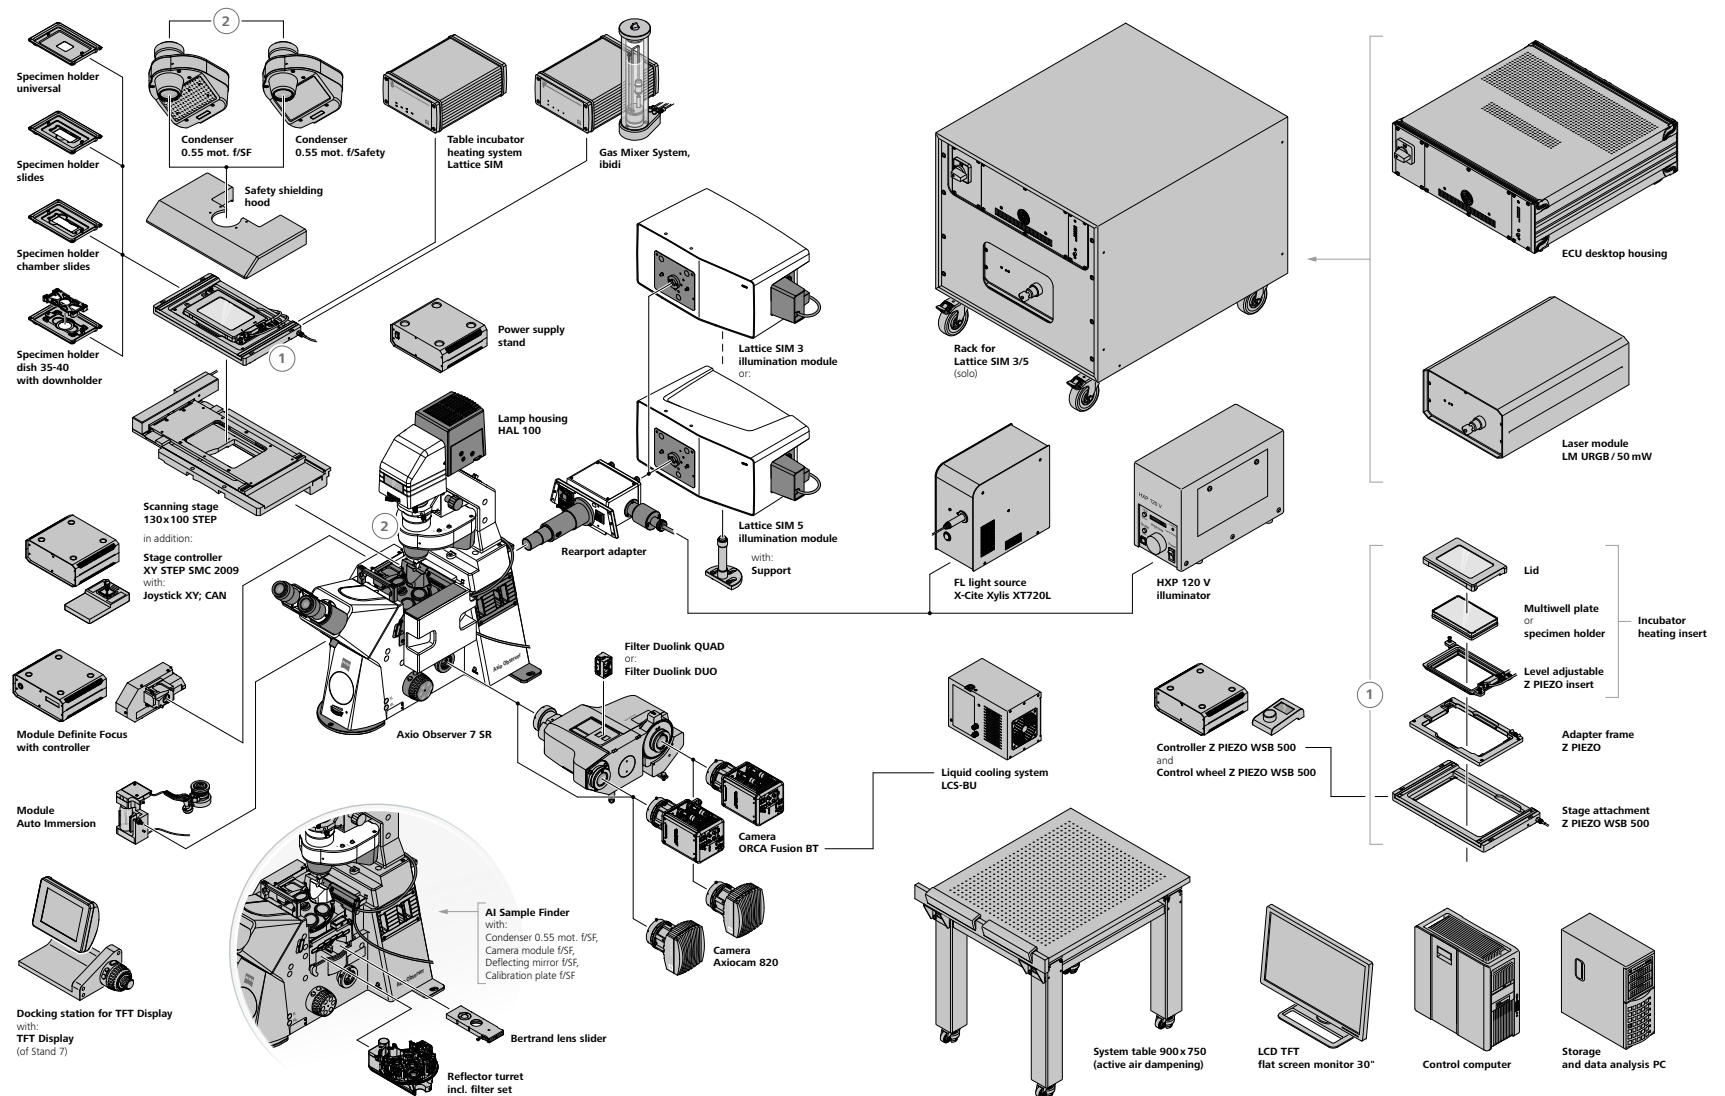 2
Specimen holder
universal
Specimen holder
slides
Specimen holder
chamber slides
Specimen holder
dish 35-40
with downholder
Condenser
0.55 mot. f/SF
Condenser
0.55 mot. f/Safety
Table incubator
heating system
Lattice SIM
Gas Mixer System,
ibidi
Safety shielding
hood
1
Power supply
stand
Lamp housing
HAL 100
Scanning stage
130x100 STEP
in addition:
Stage controller
XY STEP SMC 2009
with:
Joystick XY; CAN
2
Rearport adapter
Lattice SIM 3
illumination module
or:
Lattice SIM 5
illumination module
with:
Support
Rack for
Lattice SIM 3/5
(solo)
ECU desktop housing
Laser module
LM URGB / 50 mW
FL light source
X-Cite Xylis XT720L
HXP 120 V
HXP 120 V
illuminator
Module Definite Focus
with controller
Module
Auto Immersion
Axio Observer
Axio Observer 7 SR
Filter Duolink QUAD
or:
Filter Duolink DUO
Liquid cooling system
LCS-BU
Camera
ORCA Fusion BT
Camera
Axiocam 820
Controller Z PIEZO WSB 500
and
Control wheel Z PIEZO WSB 500
1
Lid
Multiwell plate
or
specimen holder
Level adjustable
Z PIEZO insert
Incubator
heating insert
Adapter frame
Z PIEZO
Stage attachment
Z PIEZO WSB 500
Docking station for TFT Display
with:
TFT Display
(of Stand 7)
Axio Observer
AI Sample Finder
with:
Condenser 0.55 mot. f/SF,
Camera module f/SF,
Deflecting mirror f/SF,
Calibration plate f/SF
Bertrand lens slider
Reflector turret
incl. filter set
System table 900x750
(active air dampening)
LCD TFT
flat screen monitor 30"
Control computer
Storage
and data analysis PC